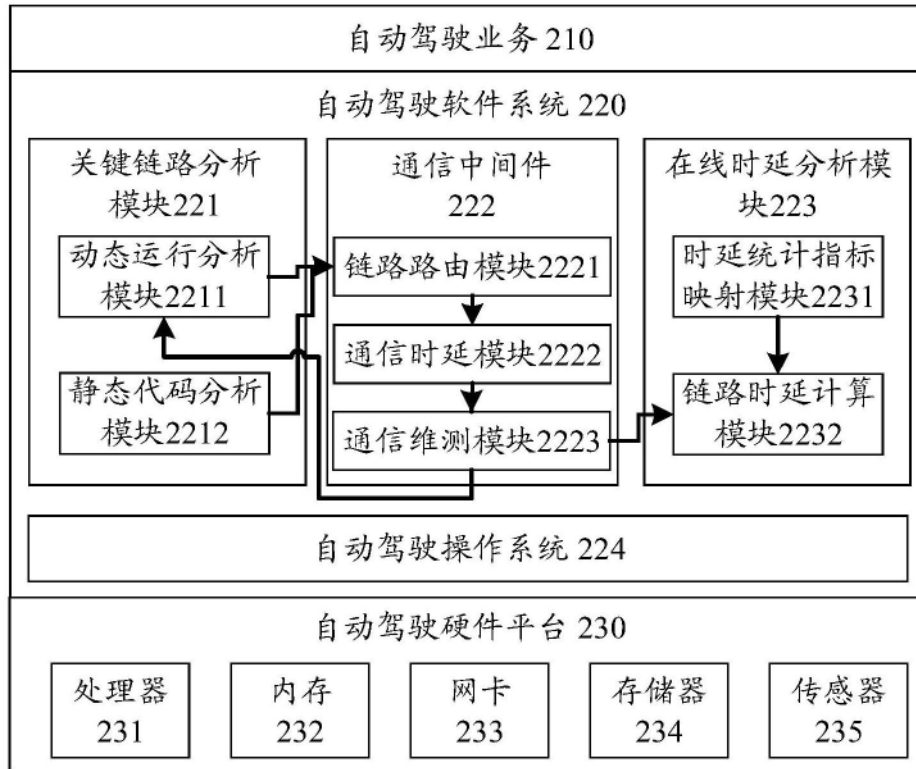 自动驾驶业务 210
自动驾驶软件系统 220
关键链路分析
模块221
动态运行分析
模块2211
静态代码分析
模块2212
通信中间件
222
链路路由模块2221
通信时延模块2222
通信维测模块2223
在线时延分析模
块223
时延统计指标
映射模块2231
链路时延计算
模块2232
自动驾驶操作系统 224
自动驾驶硬件平台 230
处理器
231
内存
232
网卡
233
存储器
234
传感器
235